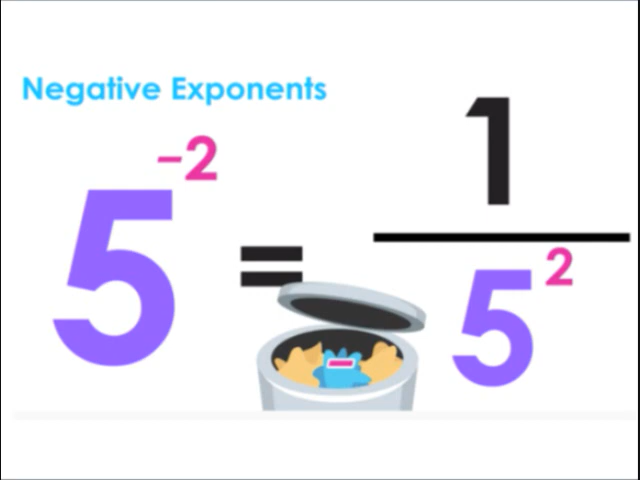 Negative Exponents
5⁻² = 1/5²
−